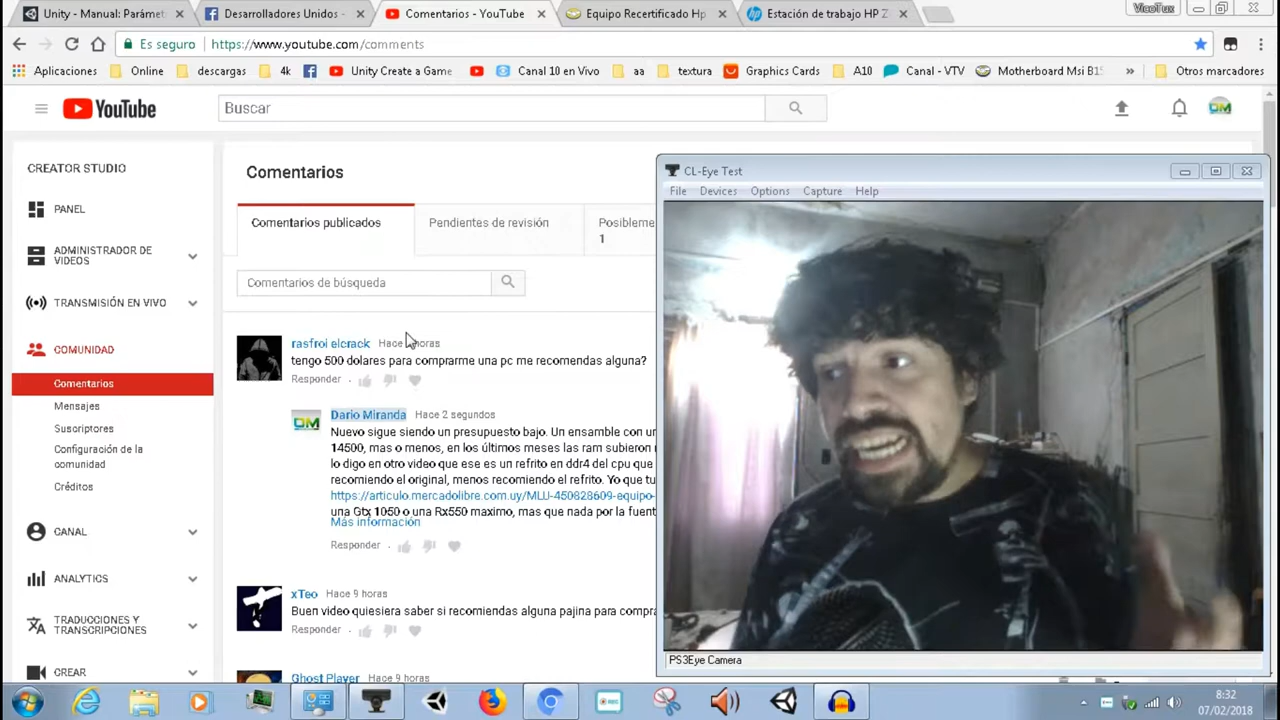 Unity - Manual: Parámet
Desarrolladores Unidos -
Comentarios - YouTube
Equipo Recertificado Hp
Estación de trabajo HP Z
VicoTux
Es seguro
https://www.youtube.com/comments
Aplicaciones
Online
descargas
4k
Unity Create a Game
Canal 10 en Vivo
aa
textura
Graphics Cards
A10
Canal - VTV
Motherboard Msi B15
»
Otros marcadores
YouTube
Buscar
DM
CREATOR STUDIO
PANEL
ADMINISTRADOR DE
VIDEOS
TRANSMISIÓN EN VIVO
COMUNIDAD
Comentarios
Mensajes
Suscriptores
Configuración de la
comunidad
Créditos
CANAL
ANALYTICS
TRADUCCIONES Y
TRANSCRIPCIONES
CREAR
Comentarios
Comentarios publicados
Pendientes de revisión
Posibleme
1
Comentarios de búsqueda
rasfroi elcrack Hace horas
tengo 500 dolares para comprarme una pc me recomendas alguna?
Responder
DM
Dario Miranda Hace 2 segundos
Nuevo sigue siendo un presupuesto bajo. Un ensamble con un
14500, mas o menos, en los últimos meses las ram subieron
lo digo en otro video que ese es un refrito en ddr4 del cpu que
recomiendo el original, menos recomiendo el refrito. Yo que tu
https://articulo.mercadolibre.com.uy/MLU-450828609-equipo-
una Gtx 1050 o una Rx550 maximo, mas que nada por la fuent
Más información
Responder
xTeo Hace 9 horas
Buen video quiesiera saber si recomiendas alguna pajina para compra
Responder
Ghost Player Hace 9 horas
CL-Eye Test
File Devices Options Capture Help
PS3Eye Camera
8:32
07/02/2018